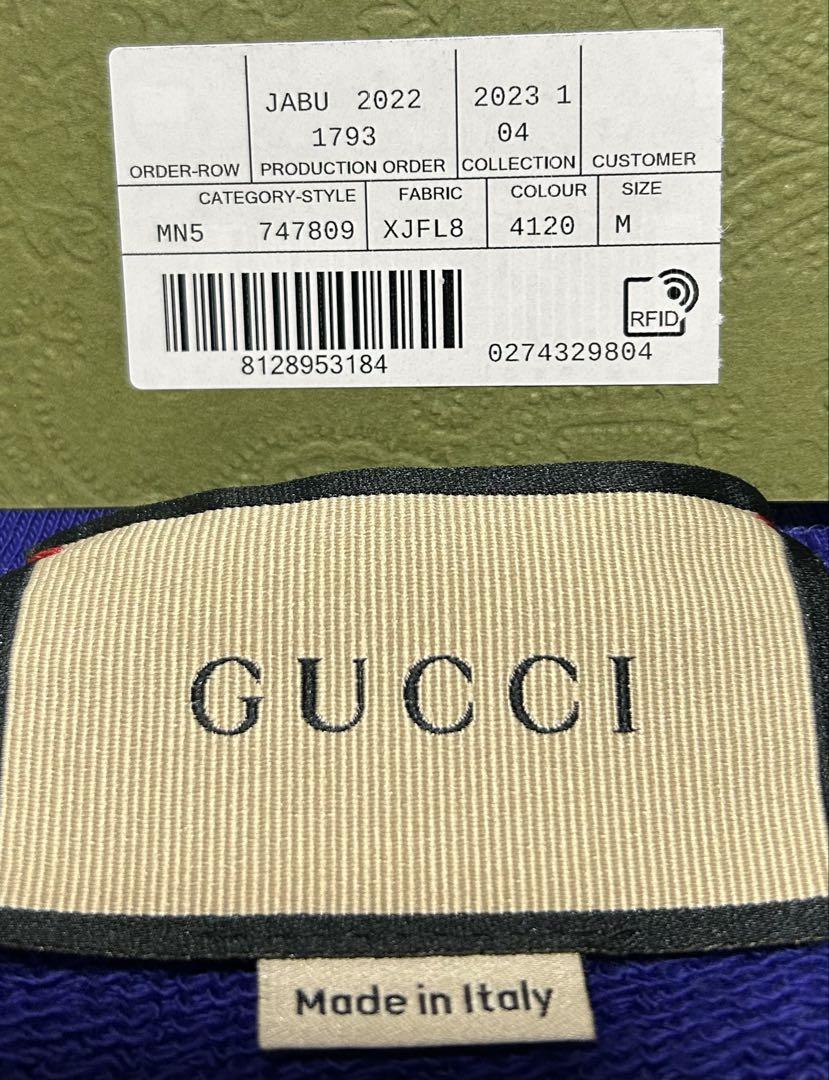 JABU 2022 2023 1
1793 04
ORDER-ROW PRODUCTION ORDER COLLECTION CUSTOMER
CATEGORY-STYLE FABRIC COLOUR SIZE
MN5 747809 XJFL8 4120 M
RFID
8128953184 0274329804
GUCCI
Made in Italy